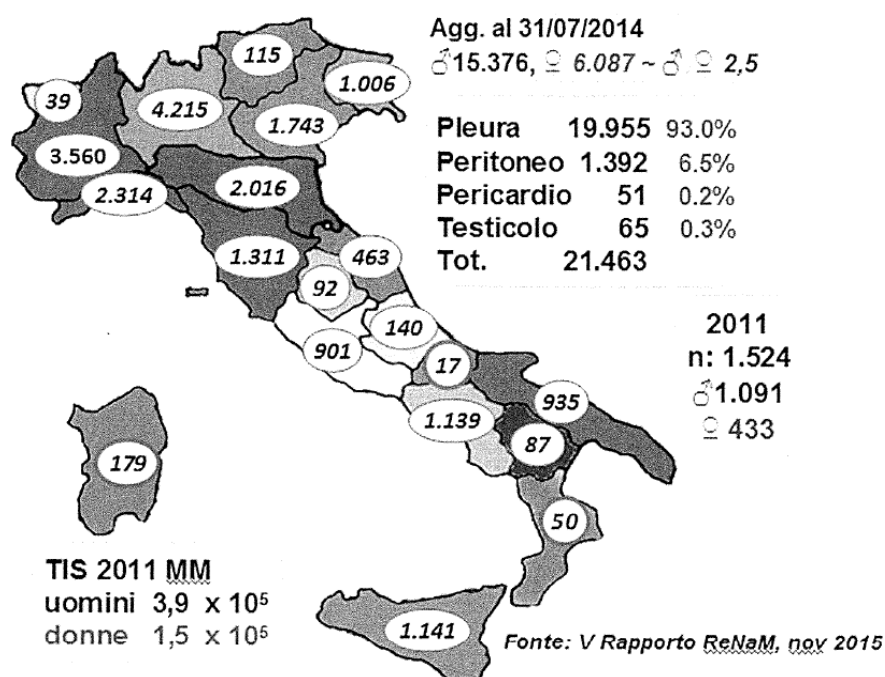 Agg. al 31/07/2014
♂15.376, ♀ 6.087 ~ ♂ ♀ 2,5
115
1.006
39
4.215
1.743
3.560
2.314
2.016
1.311
463
92
140
901
17
935
1.139
87
179
50
1.141
Pleura 19.955 93.0%
Peritoneo 1.392 6.5%
Pericardio 51 0.2%
Testicolo 65 0.3%
Tot. 21.463
2011
n: 1.524
♂1.091
♀ 433
TIS 2011 MM
uomini 3,9 x 10⁵
donne 1,5 x 10⁵
Fonte: V Rapporto ReNaM, nov 2015